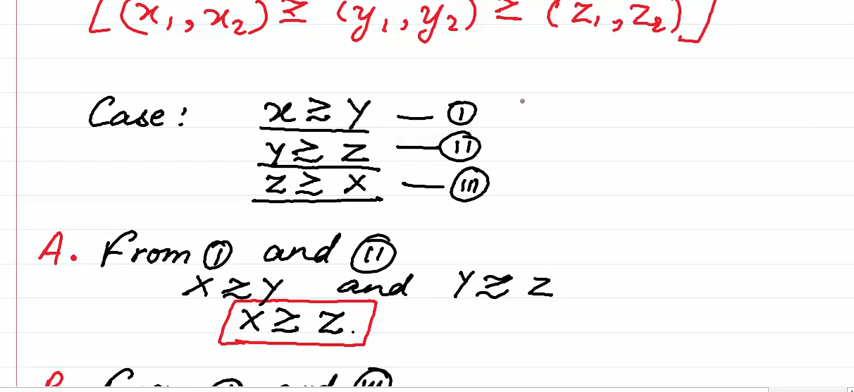 [(x₁, x₂) ≳ (y₁, y₂) ≳ (z₁, z₂)]
Case: x ≳ y — (i)
y ≳ z — (ii)
z ≳ x — (iii)
A. From (i) and (ii)
x ≳ y and y ≳ z
x ≳ z.